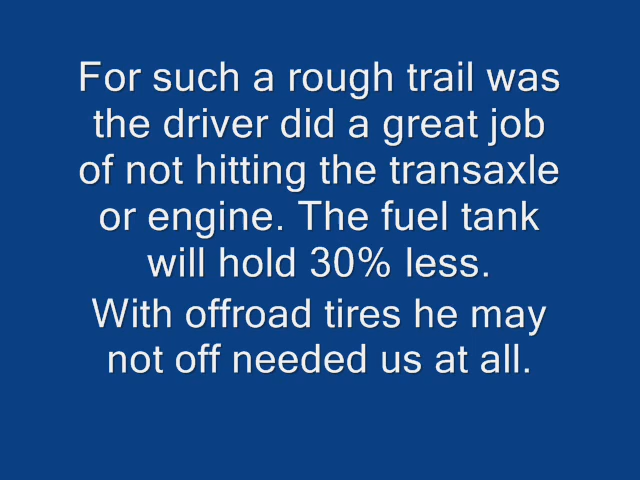 For such a rough trail was
the driver did a great job
of not hitting the transaxle
or engine. The fuel tank
will hold 30% less.
With offroad tires he may
not off needed us at all.